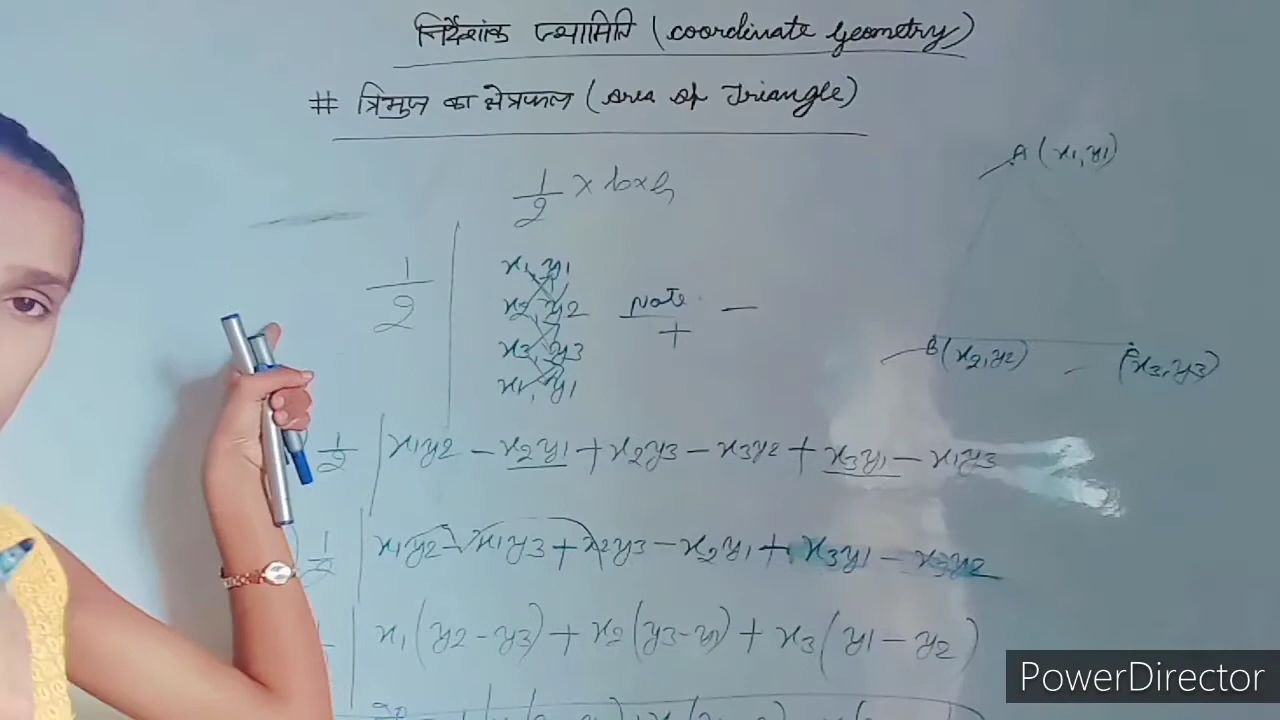 निर्देशांक ज्यामिति (coordinate Geometry)
# त्रिभुज का क्षेत्रफल (Area of Triangle)
1/2 × b×h
A (x1, y1)
1/2 | x1, y1
x2, y2
x3, y3
x1, y1
Note + -
B (x2, y2)
(x3, y3)
1/2 | x1y2 - x2y1 + x2y3 - x3y2 + x3y1 - x1y3
1/2 | x1y2 - x1y3 + x2y3 - x2y1 + x3y1 - x3y2
| x1(y2 - y3) + x2(y3 - y1) + x3(y1 - y2)
PowerDirector